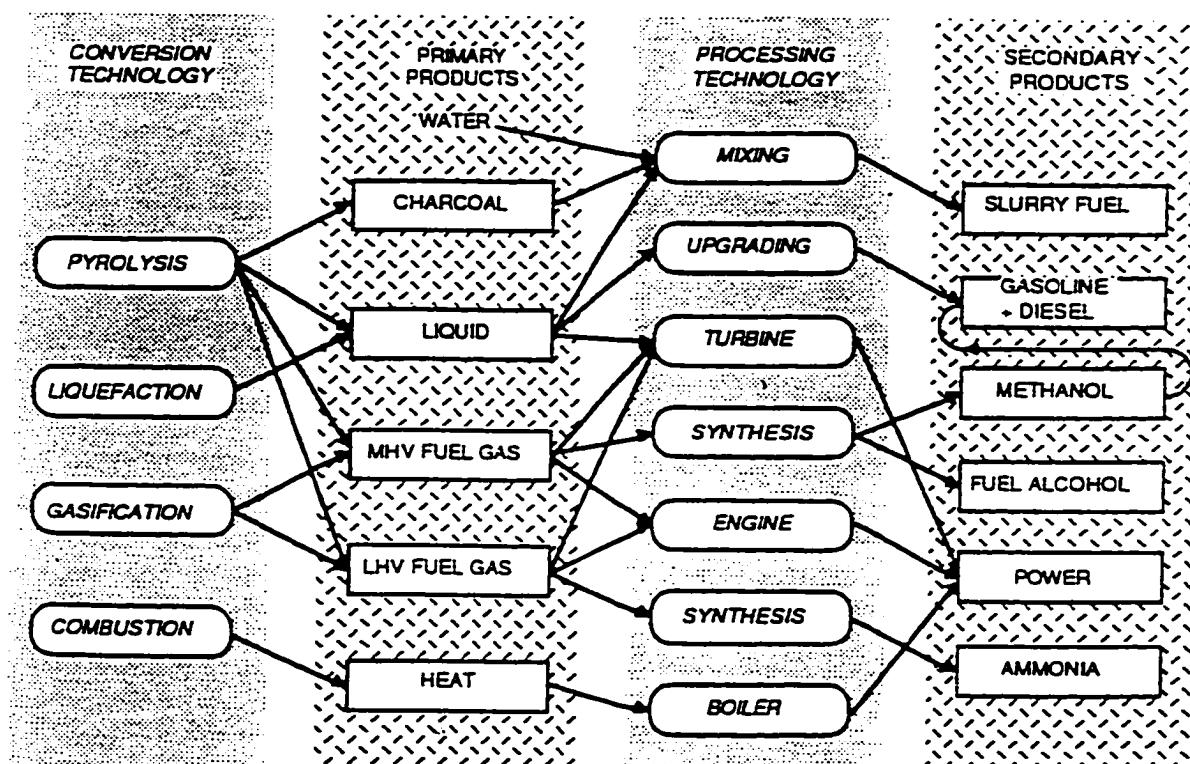 CONVERSION
TECHNOLOGY
PRIMARY
PRODUCTS
PROCESSING
TECHNOLOGY
SECONDARY
PRODUCTS
WATER
MIXING
CHARCOAL
SLURRY FUEL
PYROLYSIS
UPGRADING
GASOLINE
+ DIESEL
LIQUID
TURBINE
LIQUEFACTION
METHANOL
MHV FUEL GAS
SYNTHESIS
FUEL ALCOHOL
GASIFICATION
ENGINE
LHV FUEL GAS
POWER
COMBUSTION
SYNTHESIS
HEAT
AMMONIA
BOILER